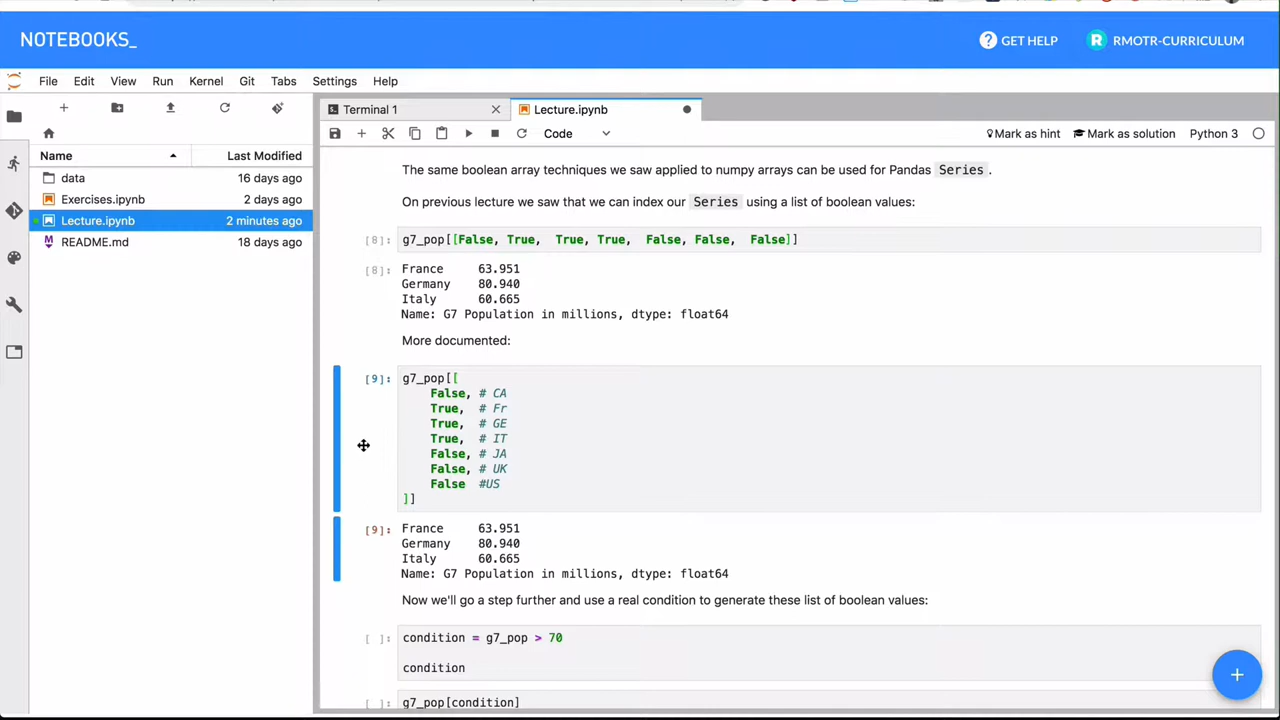 NOTEBOOKS_
GET HELP
R RMOTR-CURRICULUM
File Edit View Run Kernel Git Tabs Settings Help
Name Last Modified
data 16 days ago
Exercises.ipynb 2 days ago
Lecture.ipynb 2 minutes ago
README.md 18 days ago
Terminal 1
Lecture.ipynb
Code
Mark as hint Mark as solution Python 3
The same boolean array techniques we saw applied to numpy arrays can be used for Pandas Series .
On previous lecture we saw that we can index our Series using a list of boolean values:
[8]: g7_pop[[False, True,  True, True,  False, False,  False]]
[8]: France     63.951
Germany    80.940
Italy      60.665
Name: G7 Population in millions, dtype: float64
More documented:
[9]: g7_pop[[
False, # CA
True,  # Fr
True,  # GE
True,  # IT
False, # JA
False, # UK
False  #US
]]
[9]: France     63.951
Germany    80.940
Italy      60.665
Name: G7 Population in millions, dtype: float64
Now we'll go a step further and use a real condition to generate these list of boolean values:
[ ]: condition = g7_pop > 70
condition
[ ]: g7_pop[condition]